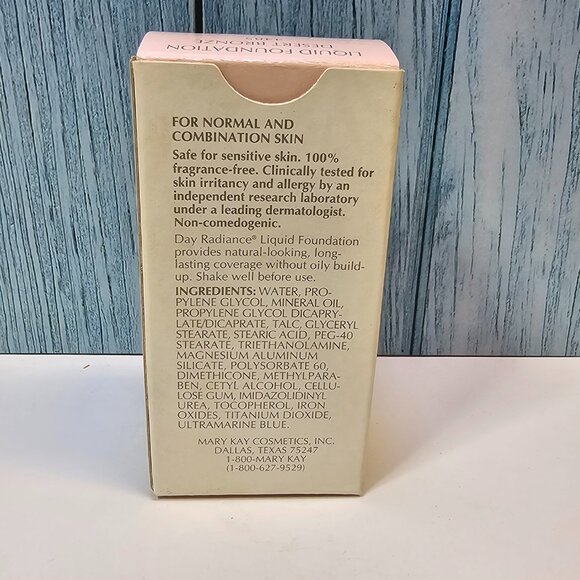 LIQUID FOUNDATION
DESERT BRONZE
FOR NORMAL AND
COMBINATION SKIN
Safe for sensitive skin. 100%
fragrance-free. Clinically tested for
skin irritancy and allergy by an
independent research laboratory
under a leading dermatologist.
Non-comedogenic.
Day Radiance® Liquid Foundation
provides natural-looking, long-
lasting coverage without oily build-
up. Shake well before use.
INGREDIENTS: WATER, PRO-
PYLENE GLYCOL, MINERAL OIL,
PROPYLENE GLYCOL DICAPRY-
LATE/DICAPRATE, TALC, GLYCERYL
STEARATE, STEARIC ACID, PEG-40
STEARATE, TRIETHANOLAMINE,
MAGNESIUM ALUMINUM
SILICATE, POLYSORBATE 60,
DIMETHICONE, METHYLPARA-
BEN, CETYL ALCOHOL, CELLU-
LOSE GUM, IMIDAZOLIDINYL
UREA, TOCOPHEROL, IRON
OXIDES, TITANIUM DIOXIDE,
ULTRAMARINE BLUE.
MARY KAY COSMETICS, INC.
DALLAS, TEXAS 75247
1-800-MARY KAY
(1-800-627-9529)